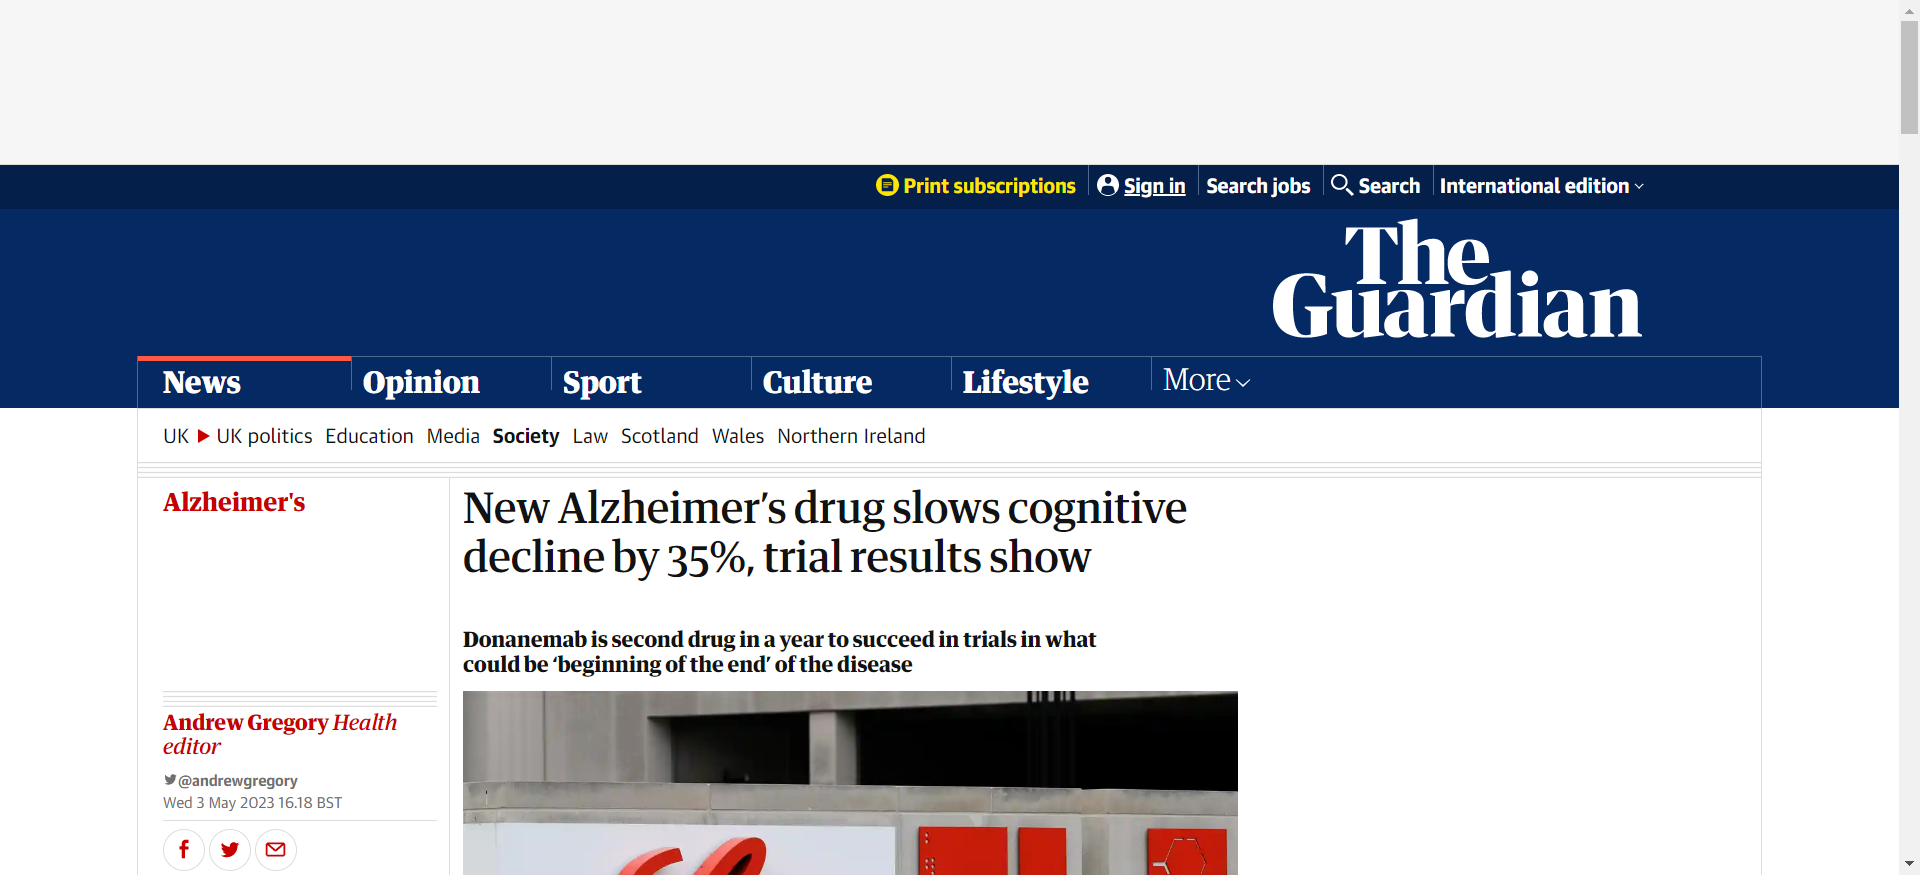 Print subscriptions
Sign in
Search jobs
Search
International edition
The
Guardian
News
Opinion
Sport
Culture
Lifestyle
More
UK
UK politics
Education
Media
Society
Law
Scotland
Wales
Northern Ireland
Alzheimer's
New Alzheimer’s drug slows cognitive
decline by 35%, trial results show
Donanemab is second drug in a year to succeed in trials in what
could be ‘beginning of the end’ of the disease
Andrew Gregory Health
editor
@andrewgregory
Wed 3 May 2023 16.18 BST